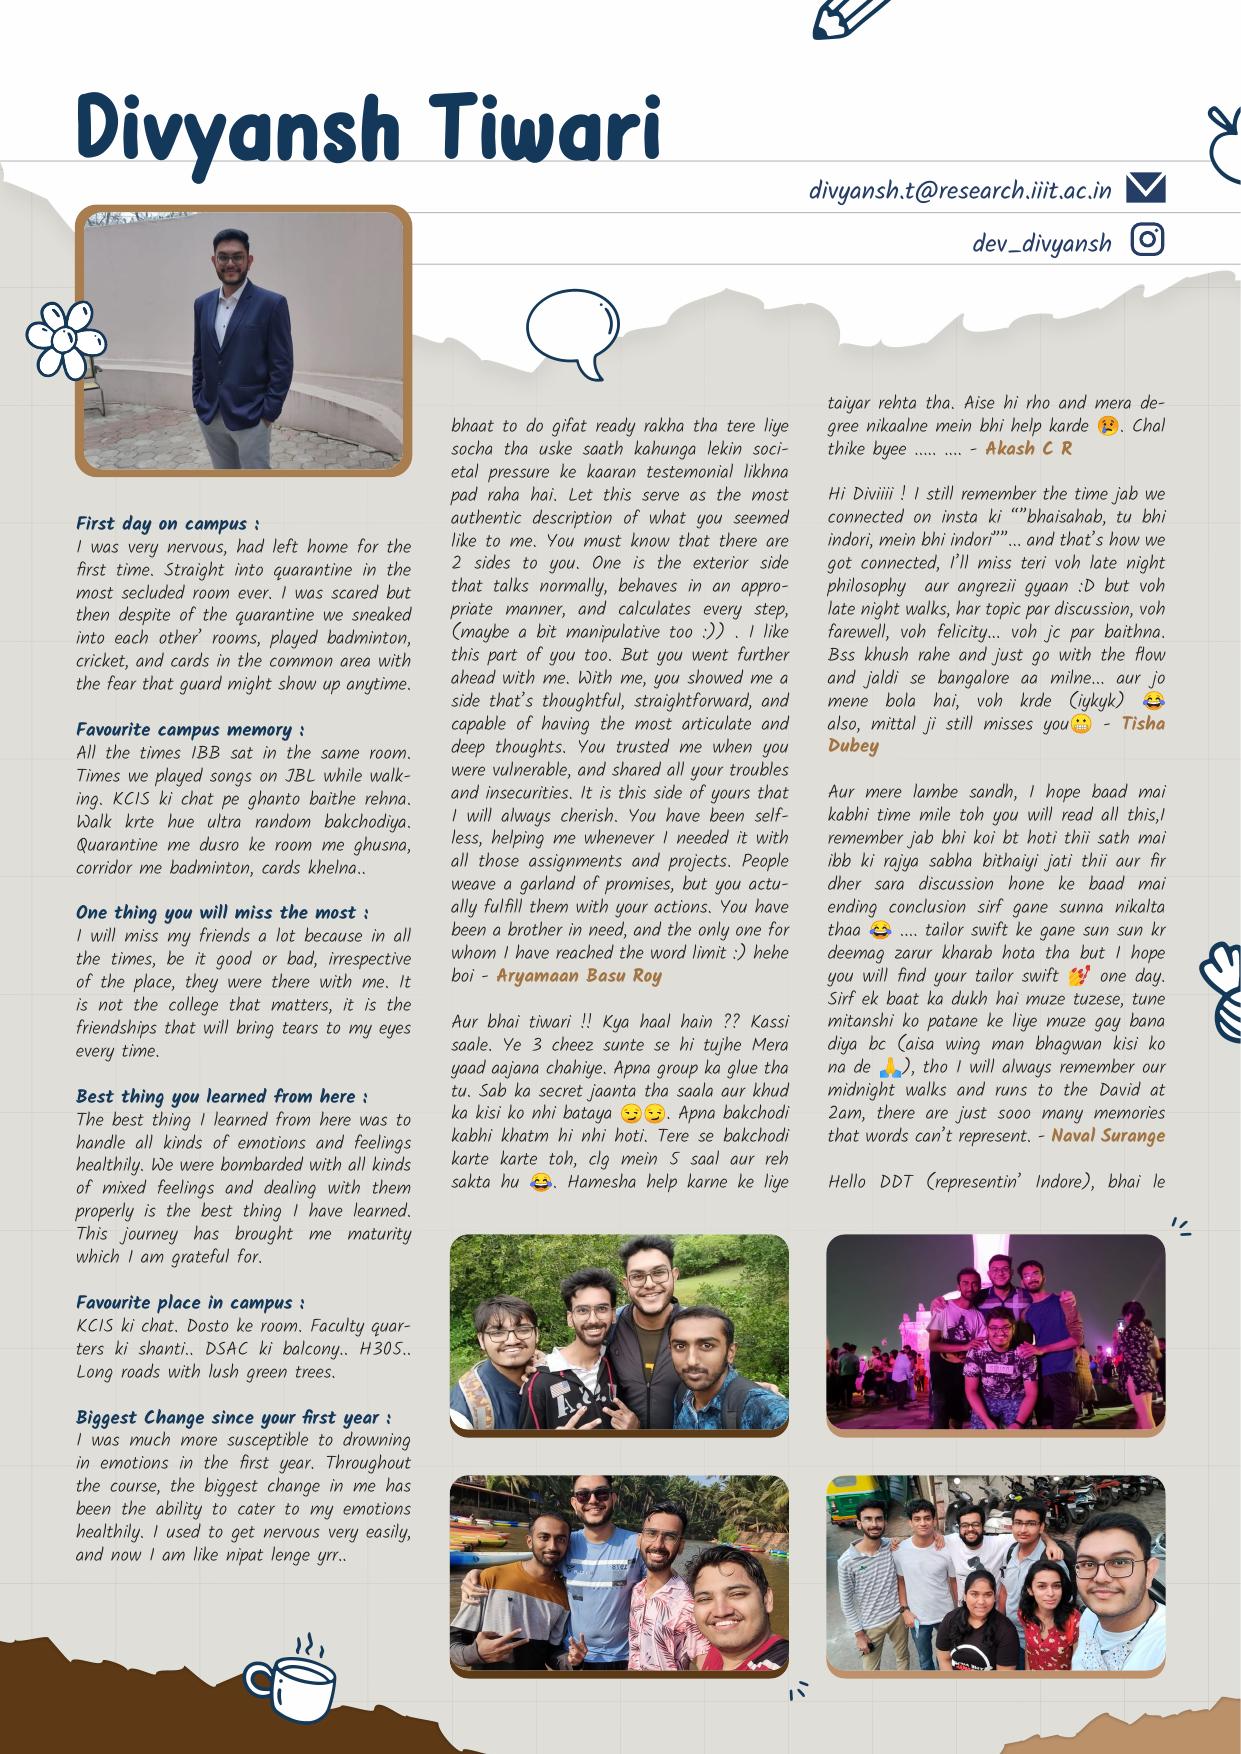 Divyansh Tiwari
divyansh.t@research.iiit.ac.in
dev_divyansh
First day on campus :
I was very nervous, had left home for the
first time. Straight into quarantine in the
most secluded room ever. I was scared but
then despite of the quarantine we sneaked
into each other’ rooms, played badminton,
cricket, and cards in the common area with
the fear that guard might show up anytime.
Favourite campus memory :
All the times IBB sat in the same room.
Times we played songs on JBL while walk-
ing. KCIS ki chat pe ghanto baithe rehna.
Walk krte hue ultra random bakchodiya.
Quarantine me dusro ke room me ghusna,
corridor me badminton, cards khelna..
One thing you will miss the most :
I will miss my friends a lot because in all
the times, be it good or bad, irrespective
of the place, they were there with me. It
is not the college that matters, it is the
friendships that will bring tears to my eyes
every time.
Best thing you learned from here :
The best thing I learned from here was to
handle all kinds of emotions and feelings
healthily. We were bombarded with all kinds
of mixed feelings and dealing with them
properly is the best thing I have learned.
This journey has brought me maturity
which I am grateful for.
Favourite place in campus :
KCIS ki chat. Dosto ke room. Faculty quar-
ters ki shanti.. DSAC ki balcony.. H305..
Long roads with lush green trees.
Biggest Change since your first year :
I was much more susceptible to drowning
in emotions in the first year. Throughout
the course, the biggest change in me has
been the ability to cater to my emotions
healthily. I used to get nervous very easily,
and now I am like nipat lenge yrr..
bhaat to do gifat ready rakha tha tere liye
socha tha uske saath kahunga lekin soci-
etal pressure ke kaaran testemonial likhna
pad raha hai. Let this serve as the most
authentic description of what you seemed
like to me. You must know that there are
2 sides to you. One is the exterior side
that talks normally, behaves in an appro-
priate manner, and calculates every step,
(maybe a bit manipulative too :)) . I like
this part of you too. But you went further
ahead with me. With me, you showed me a
side that’s thoughtful, straightforward, and
capable of having the most articulate and
deep thoughts. You trusted me when you
were vulnerable, and shared all your troubles
and insecurities. It is this side of yours that
I will always cherish. You have been self-
less, helping me whenever I needed it with
all those assignments and projects. People
weave a garland of promises, but you actu-
ally fulfill them with your actions. You have
been a brother in need, and the only one for
whom I have reached the word limit :) hehe
boi - Aryamaan Basu Roy
Aur bhai tiwari !! Kya haal hain ?? Kassi
saale. Ye 3 cheez sunte se hi tujhe Mera
yaad aajana chahiye. Apna group ka glue tha
tu. Sab ka secret jaanta tha saala aur khud
ka kisi ko nhi bataya 😏😏. Apna bakchodi
kabhi khatm hi nhi hoti. Tere se bakchodi
karte karte toh, clg mein 5 saal aur reh
sakta hu 😂. Hamesha help karne ke liye
taiyar rehta tha. Aise hi rho and mera de-
gree nikaalne mein bhi help karde 😢. Chal
thike byee ..... .... - Akash C R
Hi Diviiii ! I still remember the time jab we
connected on insta ki “”bhaisahab, tu bhi
indori, mein bhi indori””... and that’s how we
got connected, I’ll miss teri voh late night
philosophy aur angrezii gyaan :D but voh
late night walks, har topic par discussion, voh
farewell, voh felicity... voh jc par baithna.
Bss khush rahe and just go with the flow
and jaldi se bangalore aa milne... aur jo
mene bola hai, voh krde (iykyk) 😂
also, mittal ji still misses you😬 - Tisha
Dubey
Aur mere lambe sandh, I hope baad mai
kabhi time mile toh you will read all this,I
remember jab bhi koi bt hoti thii sath mai
ibb ki rajya sabha bithaiyi jati thii aur fir
dher sara discussion hone ke baad mai
ending conclusion sirf gane sunna nikalta
thaa 😂 .... tailor swift ke gane sun sun kr
deemag zarur kharab hota tha but I hope
you will find your tailor swift 💅 one day.
Sirf ek baat ka dukh hai muze tuzese, tune
mitanshi ko patane ke liye muze gay bana
diya bc (aisa wing man bhagwan kisi ko
na de 🙏), tho I will always remember our
midnight walks and runs to the David at
2am, there are just sooo many memories
that words can’t represent. - Naval Surange
Hello DDT (representin’ Indore), bhai le